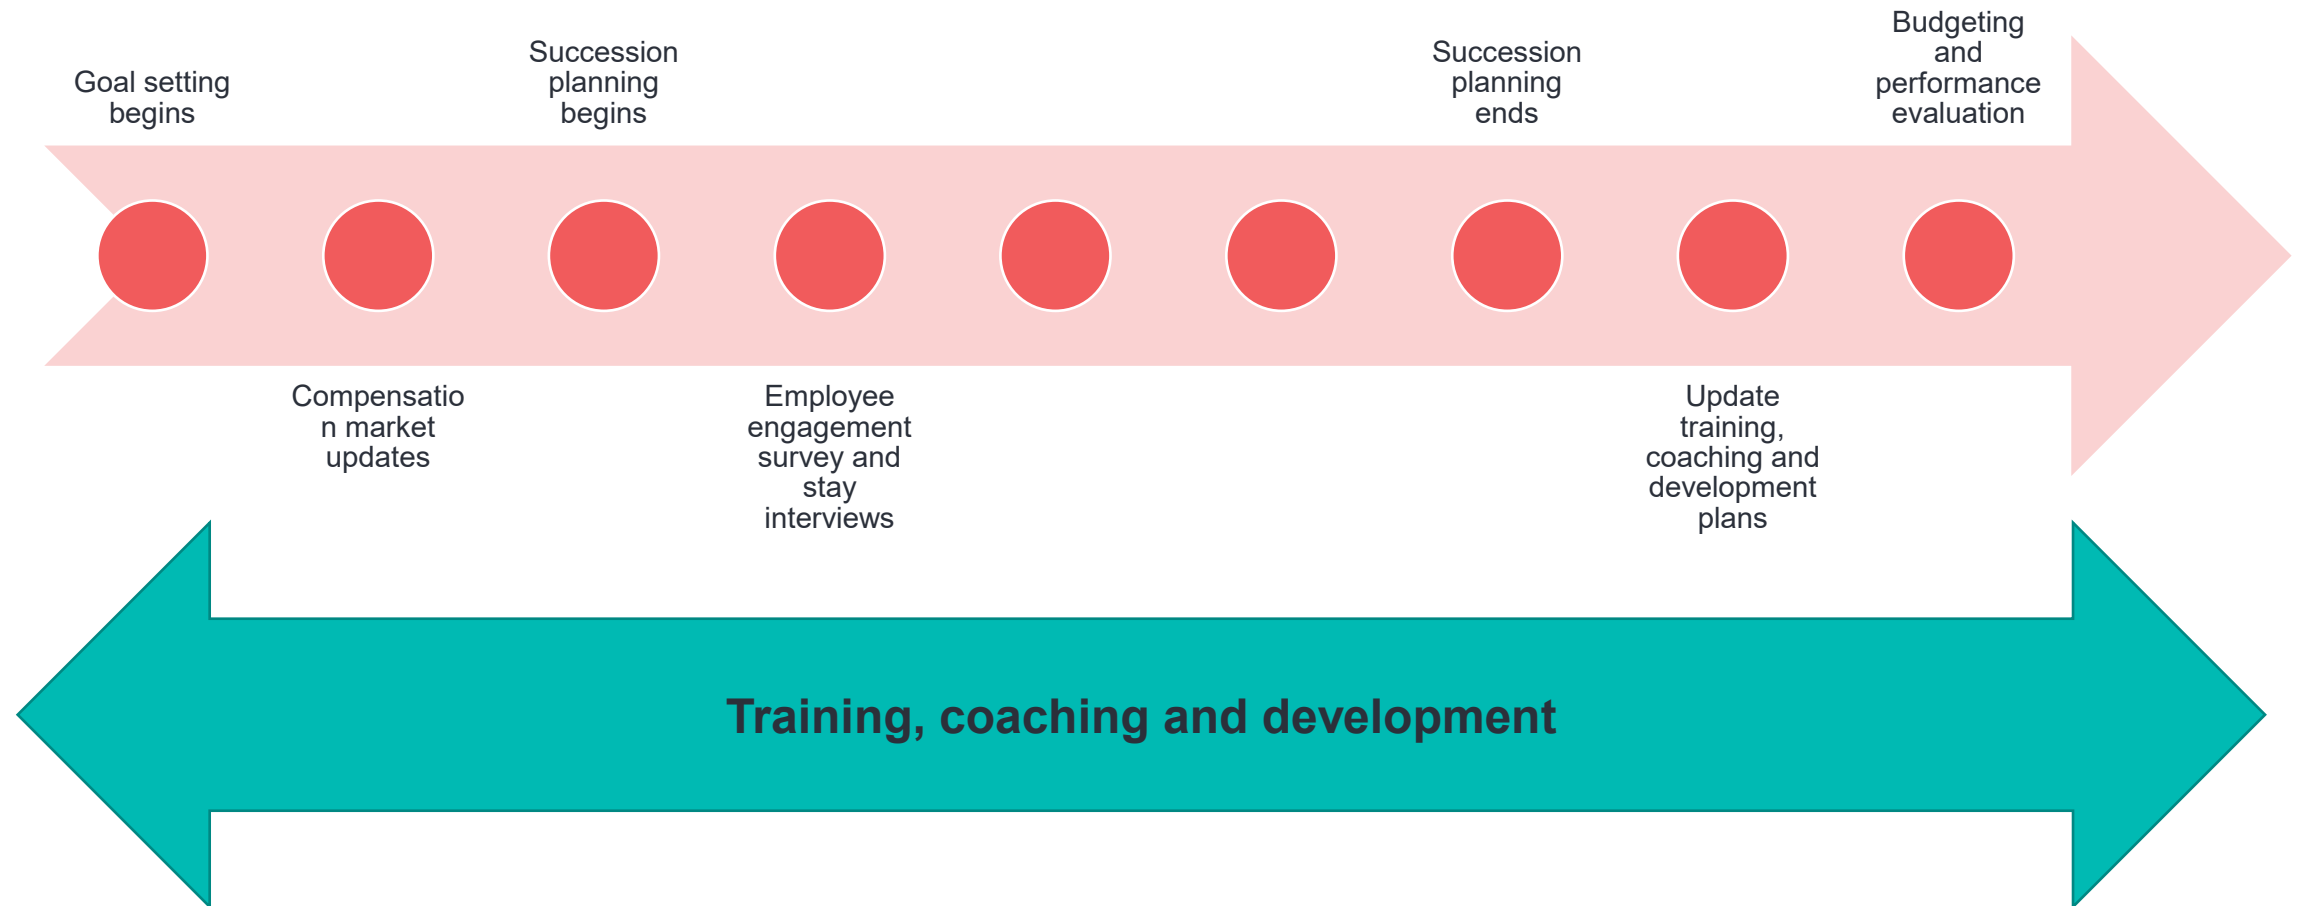 Goal setting
begins
Succession
planning
begins
Succession
planning
ends
Budgeting
and
performance
evaluation
Compensatio
n market
updates
Employee
engagement
survey and
stay
interviews
Update
training,
coaching and
development
plans
Training, coaching and development